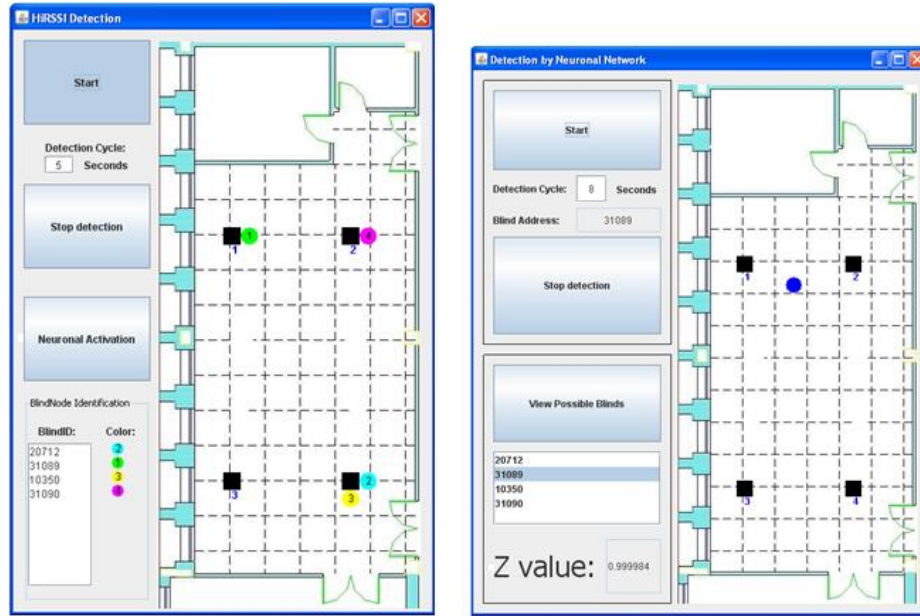 HiRSSI Detection
Start
Detection Cycle:
5 Seconds
Stop detection
Neuronal Activation
BlindNode Identification
BlindID: Color:
20712 2
31089 1
10350 3
31090 4
1 1
4
2
3
2
3
Detection by Neuronal Network
Start
Detection Cycle: 8 Seconds
Blind Address: 31089
Stop detection
View Possible Blinds
20712
31089
10350
31090
Z value: 0.999984
1 2
3 4